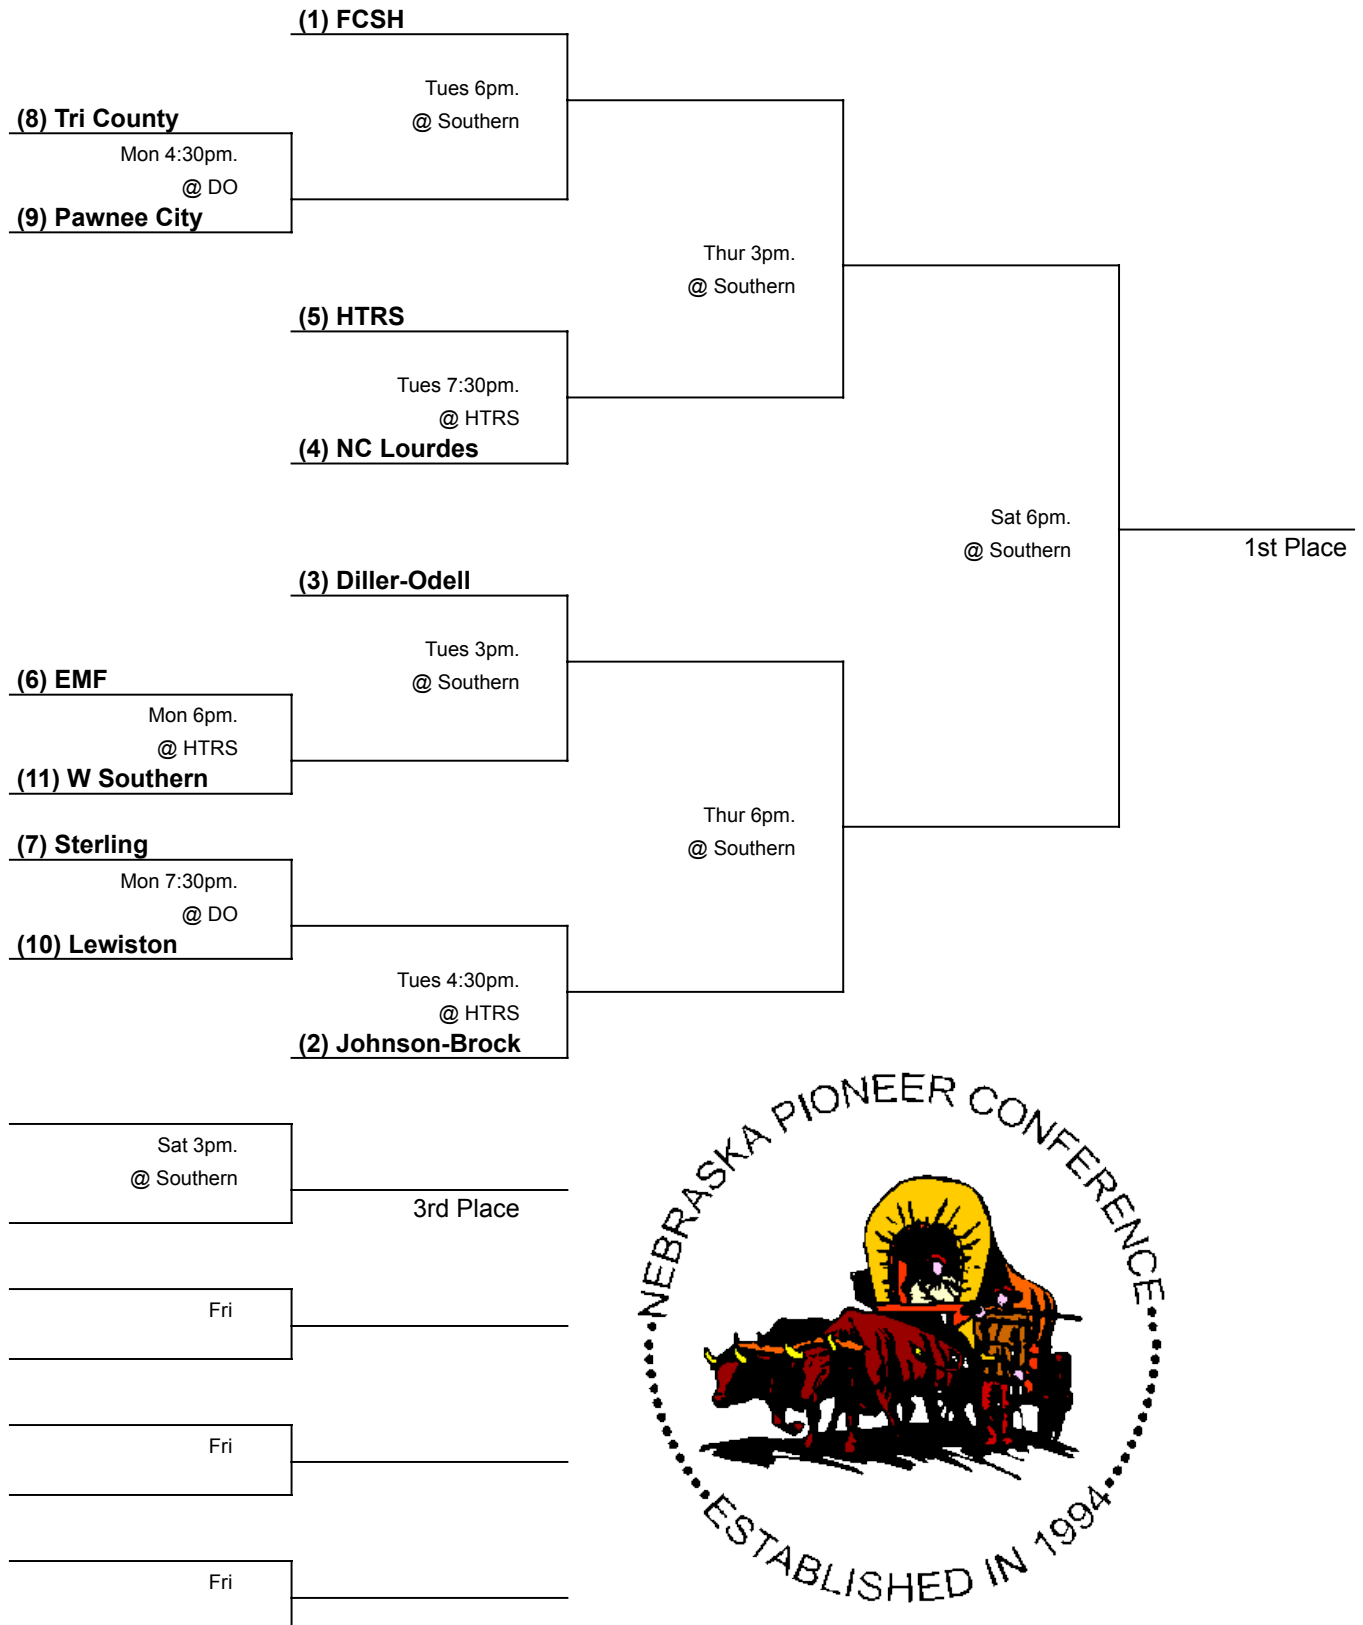 (1) FCSH
Tues 6pm.
@ Southern
(8) Tri County
Mon 4:30pm.
@ DO
(9) Pawnee City
Thur 3pm.
@ Southern
(5) HTRS
Tues 7:30pm.
@ HTRS
(4) NC Lourdes
Sat 6pm.
@ Southern
1st Place
(3) Diller-Odell
Tues 3pm.
@ Southern
(6) EMF
Mon 6pm.
@ HTRS
(11) W Southern
Thur 6pm.
@ Southern
(7) Sterling
Mon 7:30pm.
@ DO
(10) Lewiston
Tues 4:30pm.
@ HTRS
(2) Johnson-Brock
Sat 3pm.
@ Southern
3rd Place
Fri
Fri
Fri
NEBRASKA PIONEER CONFERENCE
ESTABLISHED IN 1994